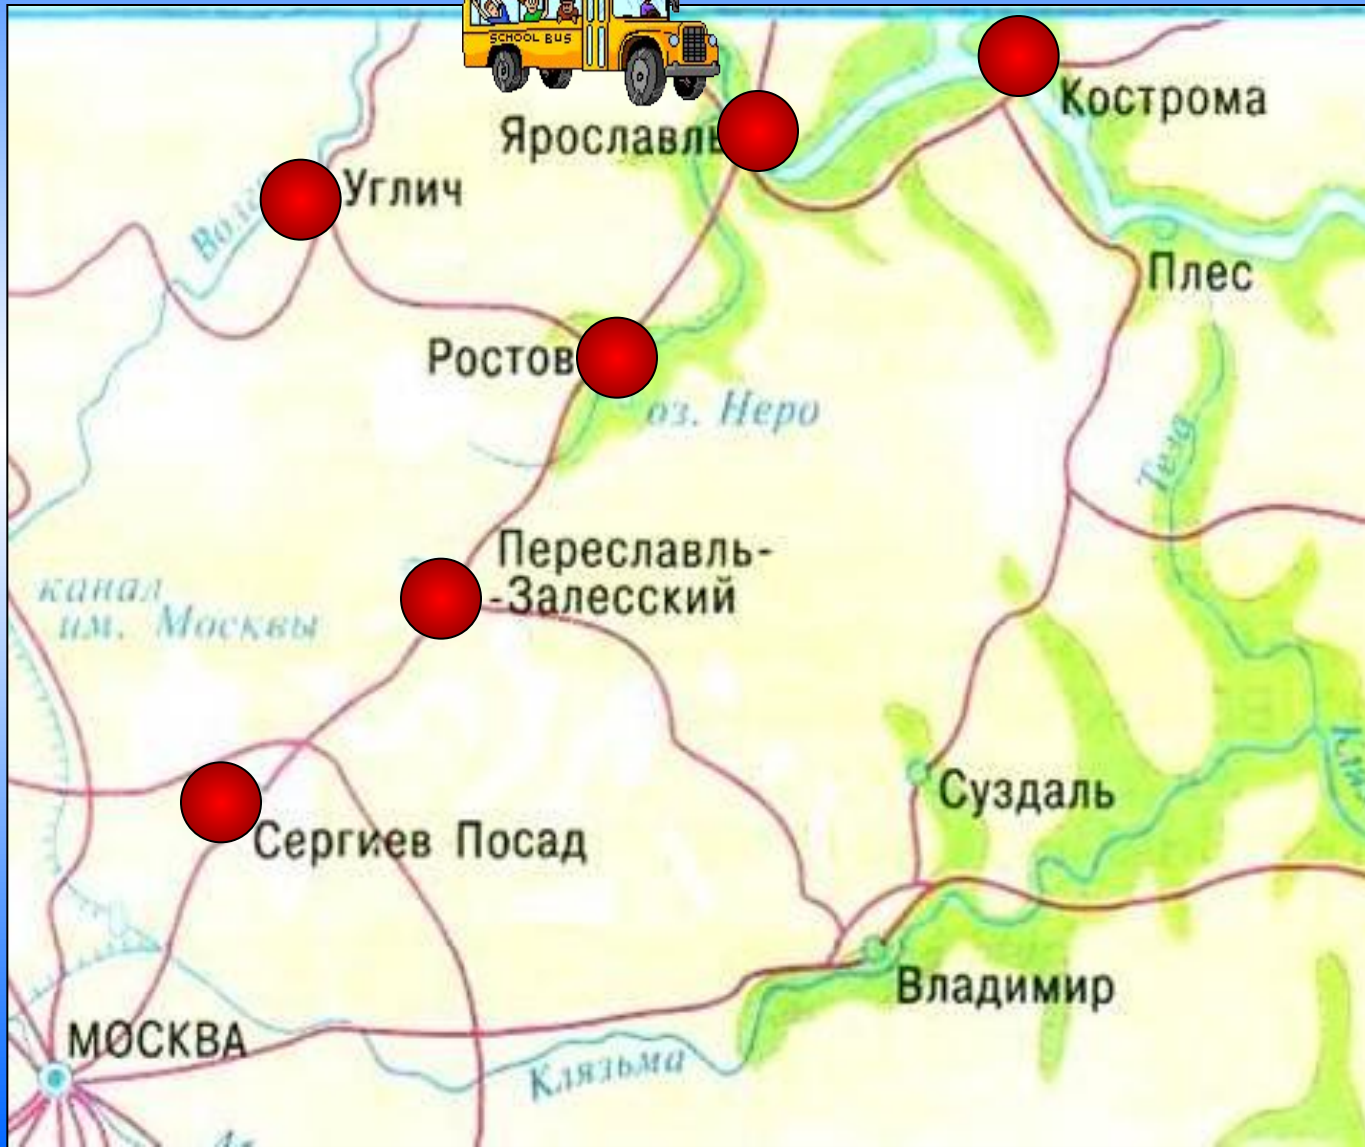 SCHOOL BUS
Кострома
Ярославль
Углич
Волга
Плес
Ростов
оз. Неро
Теза
Переславль-
-Залесский
канал
им. Москвы
Суздаль
Сергиев Посад
Владимир
МОСКВА
Клязьма